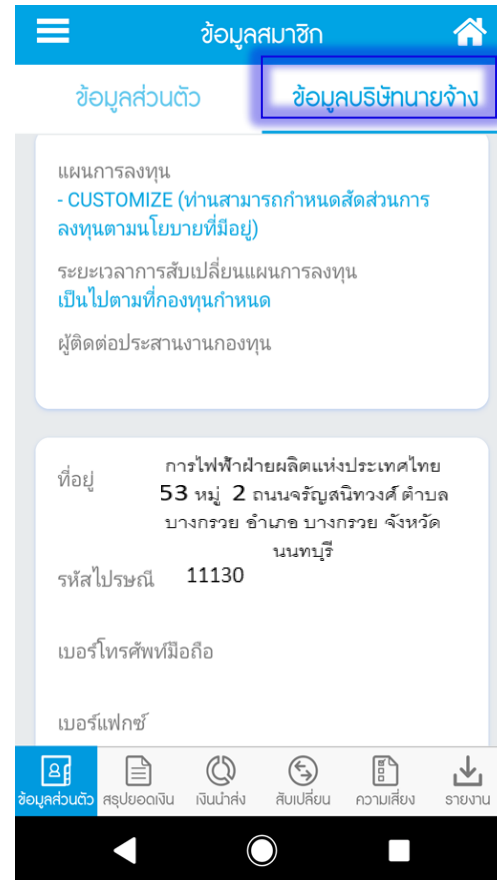 ข้อมูลสมาชิก
ข้อมูลส่วนตัว ข้อมูลบริษัทนายจ้าง
แผนการลงทุน
- CUSTOMIZE (ท่านสามารถกำหนดสัดส่วนการ
ลงทุนตามนโยบายที่มีอยู่)
ระยะเวลาการสับเปลี่ยนแผนการลงทุน
เป็นไปตามที่กองทุนกำหนด
ผู้ติดต่อประสานงานกองทุน
ที่อยู่ การไฟฟ้าฝ่ายผลิตแห่งประเทศไทย
53 หมู่ 2 ถนนจรัญสนิทวงศ์ ตำบล
บางกรวย อำเภอ บางกรวย จังหวัด
นนทบุรี
รหัสไปรษณี 11130
เบอร์โทรศัพท์มือถือ
เบอร์แฟกซ์
ข้อมูลส่วนตัว สรุปยอดเงิน เงินนำส่ง สับเปลี่ยน ความเสี่ยง รายงาน